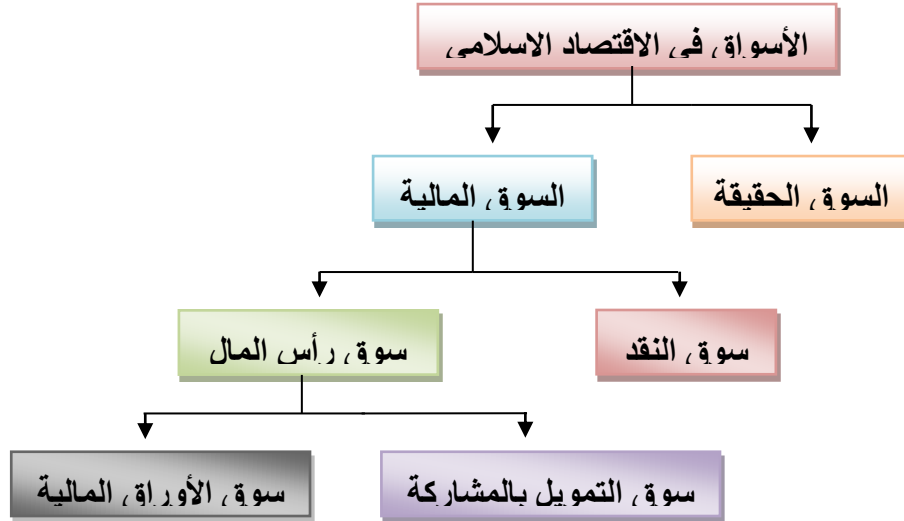 الأسواق في الاقتصاد الاسلامي
السوق الحقيقة
السوق المالية
سوق النقد
سوق رأس المال
سوق التمويل بالمشاركة
سوق الأوراق المالية